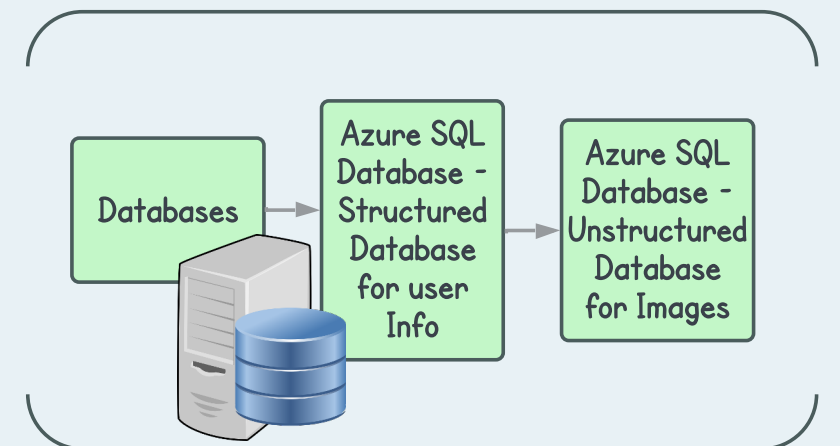 Databases
Azure SQL
Database -
Structured
Database
for user
Info
Azure SQL
Database -
Unstructured
Database
for Images